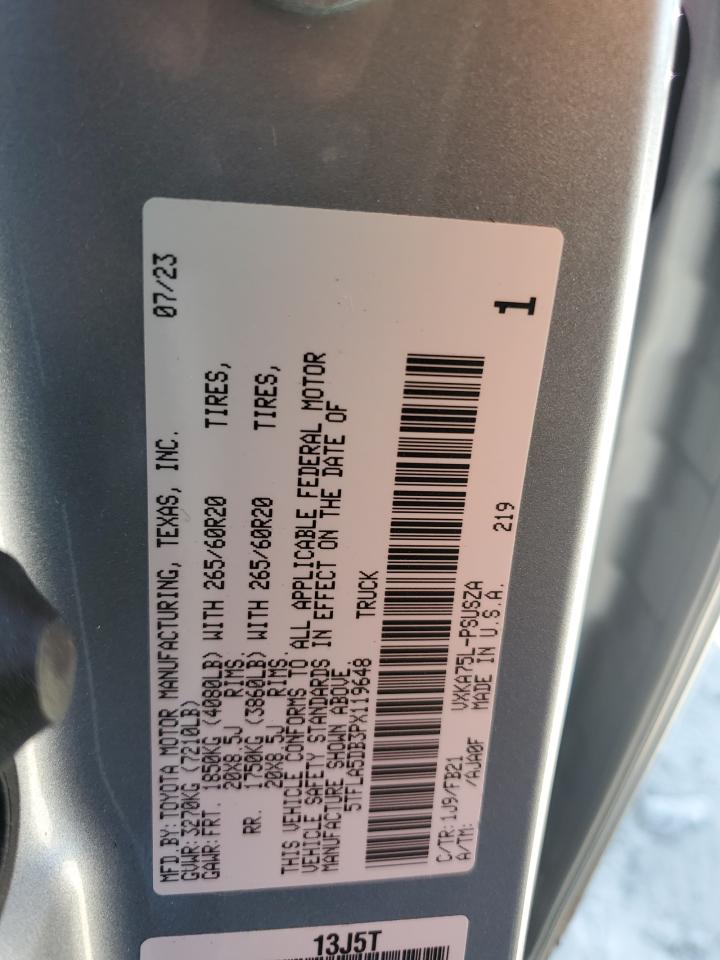 MFD.BY:TOYOTA MOTOR MANUFACTURING, TEXAS, INC. 07/23
GVWR:3270KG (7210LB)
GAWR:FRT. 1850KG (4080LB) WITH 265/60R20 TIRES,
20X8.5J RIMS
RR. 1750KG (3860LB) WITH 265/60R20 TIRES,
20X8.5J RIMS
THIS VEHICLE CONFORMS TO ALL APPLICABLE FEDERAL MOTOR
VEHICLE SAFETY STANDARDS IN EFFECT ON THE DATE OF
MANUFACTURE SHOWN ABOVE.
5TFLA5DB3PX119648 TRUCK
C/TR:1J9/FB21 VXKA75L-PSUSZA
A/TM: /AJA0F MADE IN U.S.A. 219
1
13J5T